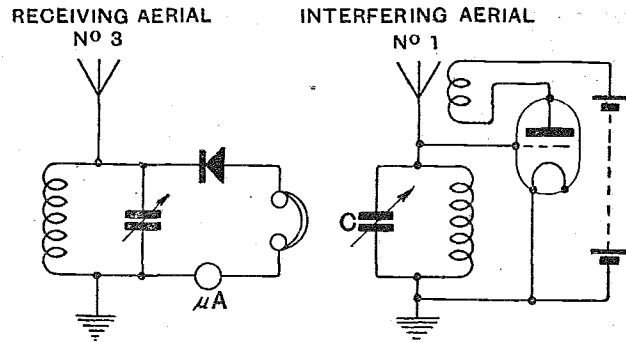 RECEIVING AERIAL
No 3
INTERFERING AERIAL
No 1
C
μA